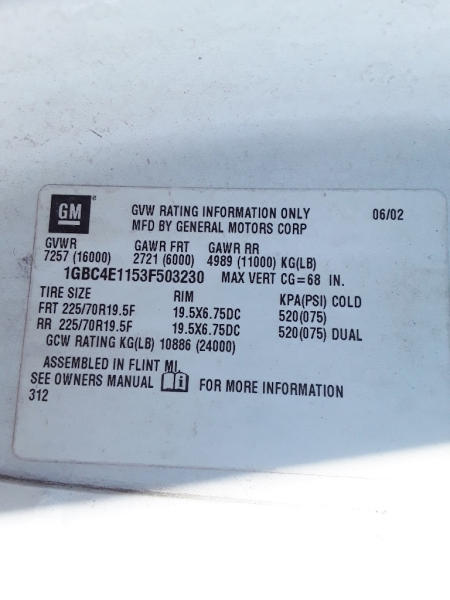 GM®
GVW RATING INFORMATION ONLY 06/02
MFD BY GENERAL MOTORS CORP
GVWR GAWR FRT GAWR RR
7257 (16000) 2721 (6000) 4989 (11000) KG(LB)
1GBC4E1153F503230 MAX VERT CG=68 IN.
TIRE SIZE RIM KPA(PSI) COLD
FRT 225/70R19.5F 19.5X6.75DC 520(075)
RR 225/70R19.5F 19.5X6.75DC 520(075) DUAL
GCW RATING KG(LB) 10886 (24000)
ASSEMBLED IN FLINT MI.
SEE OWNERS MANUAL FOR MORE INFORMATION
312